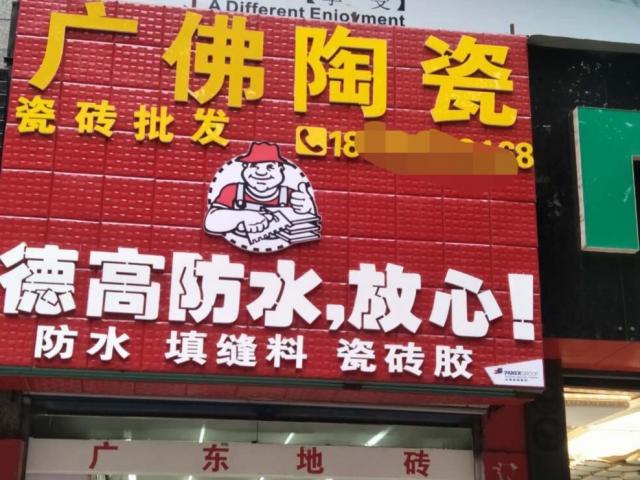 A Different Enjoyment
广佛陶瓷
瓷砖批发
德高防水,放心!
防水 填缝料 瓷砖胶
PAREXGROUP
广东地砖